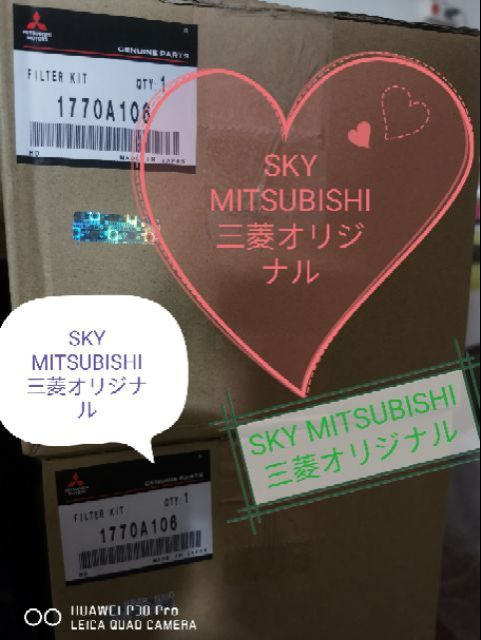 MITSUBISHI
MOTORS
GENUINE PARTS
FILTER KIT QTY: 1
1770A106
MADE IN JAPAN
SKY
MITSUBISHI
三菱オリジ
ナル
SKY
MITSUBISHI
三菱オリジナ
ル
SKY MITSUBISHI
三菱オリジナル
GENUINE PARTS
FILTER KIT QTY: 1
1770A106
MADE IN JAPAN
HUAWEI P30 Pro
LEICA QUAD CAMERA